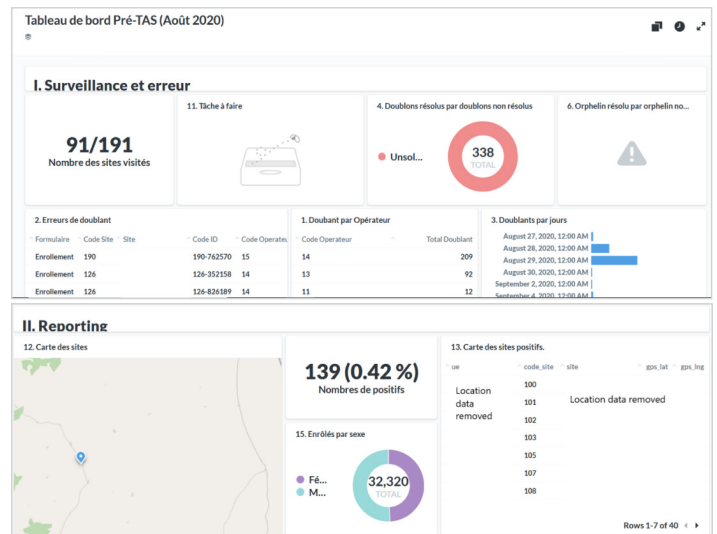 Tableau de bord Pré-TAS (Août 2020)
I. Surveillance et erreur
91/191
Nombre des sites visités
11. Tâche à faire
4. Doublons résolus par doublons non résolus
Unsol...
338
TOTAL
6. Orphelin résolu par orphelin no...
2. Erreurs de doublant
Formulaire Code Site Site Code ID Code Operateu
Enrollement 190 190-762570 15
Enrollement 126 126-352158 14
Enrollement 126 126-826189 14
1. Doubant par Opérateur
Code Operateur Total Doublant
14 209
13 92
11 12
3. Doublants par jours
August 27, 2020, 12:00 AM
August 28, 2020, 12:00 AM
August 29, 2020, 12:00 AM
August 30, 2020, 12:00 AM
September 2, 2020, 12:00 AM
September 4, 2020, 12:00 AM
II. Reporting
12. Carte des sites
139 (0.42 %)
Nombres de positifs
15. Enrôlés par sexe
Fé...
M...
32,320
TOTAL
13. Carte des sites positifs.
ue code_site site gps_lat gps_lng
Location
data
removed
100
101
102
103
105
107
108
Location data removed
Rows 1-7 of 40